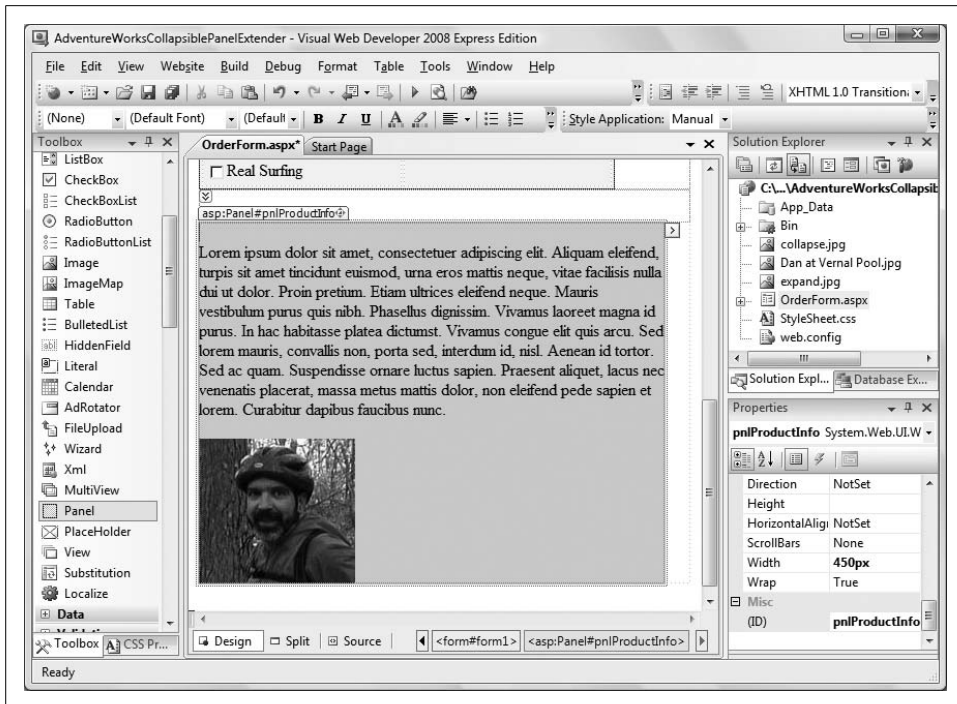 AdventureWorksCollapsiblePanelExtender - Visual Web Developer 2008 Express Edition
File Edit View Website Build Debug Format Table Tools Window Help
XHTML 1.0 Transition:
(None) (Default Font) (Default B I U A Style Application: Manual
Toolbox
ListBox
CheckBox
CheckBoxList
RadioButton
RadioButtonList
Image
ImageMap
Table
BulletedList
HiddenField
Literal
Calendar
AdRotator
FileUpload
Wizard
Xml
MultiView
Panel
PlaceHolder
View
Substitution
Localize
Data
Toolbox CSS Pr...
OrderForm.aspx* Start Page
Real Surfing
asp:Panel#pnlProductInfo
Lorem ipsum dolor sit amet, consectetuer adipiscing elit. Aliquam eleifend,
turpis sit amet tincidunt euismod, urna eros mattis neque, vitae facilisis nulla
dui ut dolor. Proin pretium. Etiam ultrices eleifend neque. Mauris
vestibulum purus quis nibh. Phasellus dignissim. Vivamus laoreet magna id
purus. In hac habitasse platea dictumst. Vivamus congue elit quis arcu. Sed
lorem mauris, convallis non, porta sed, interdum id, nisl. Aenean id tortor.
Sed ac quam. Suspendisse ornare luctus sapien. Praesent aliquet, lacus nec
venenatis placerat, massa metus mattis dolor, non eleifend pede sapien et
lorem. Curabitur dapibus faucibus nunc.
Design Split Source <form#form1> <asp:Panel#pnlProductInfo>
Solution Explorer
C:\...\AdventureWorksCollapsib
App_Data
Bin
collapse.jpg
Dan at Vernal Pool.jpg
expand.jpg
OrderForm.aspx
StyleSheet.css
web.config
Solution Expl... Database Ex...
Properties
pnlProductInfo System.Web.UI.W
Direction NotSet
Height
HorizontalAlig NotSet
ScrollBars None
Width 450px
Wrap True
Misc
(ID) pnlProductInfo
Ready